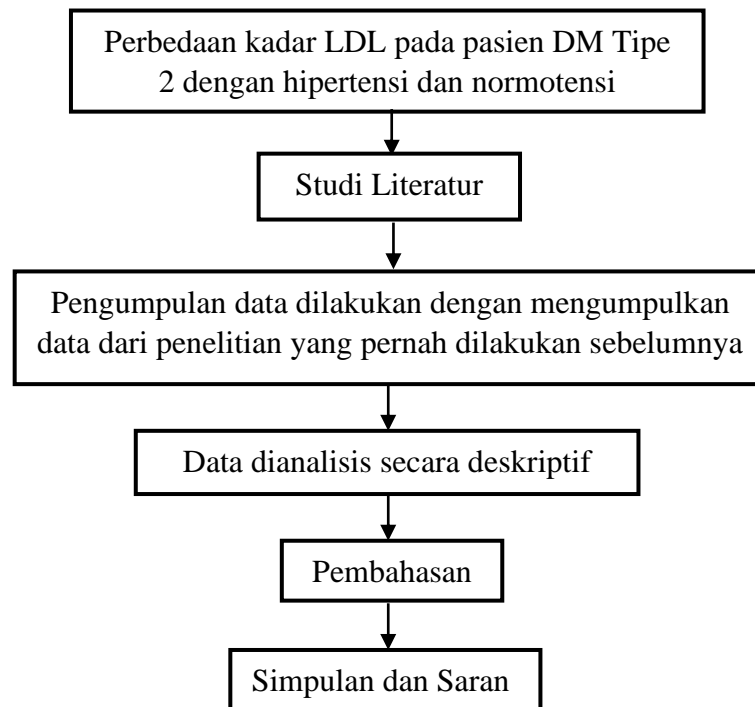 Perbedaan kadar LDL pada pasien DM Tipe
2 dengan hipertensi dan normotensi
Studi Literatur
Pengumpulan data dilakukan dengan mengumpulkan
data dari penelitian yang pernah dilakukan sebelumnya
Data dianalisis secara deskriptif
Pembahasan
Simpulan dan Saran